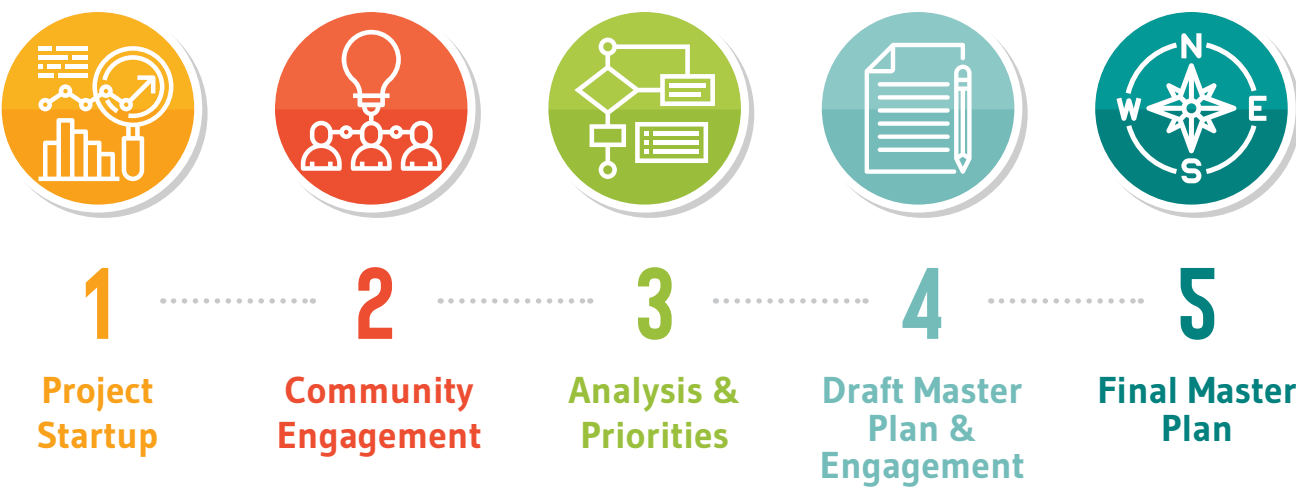 N
W E
S
1 2 3 4 5
Project
Startup
Community
Engagement
Analysis &
Priorities
Draft Master
Plan &
Engagement
Final Master
Plan